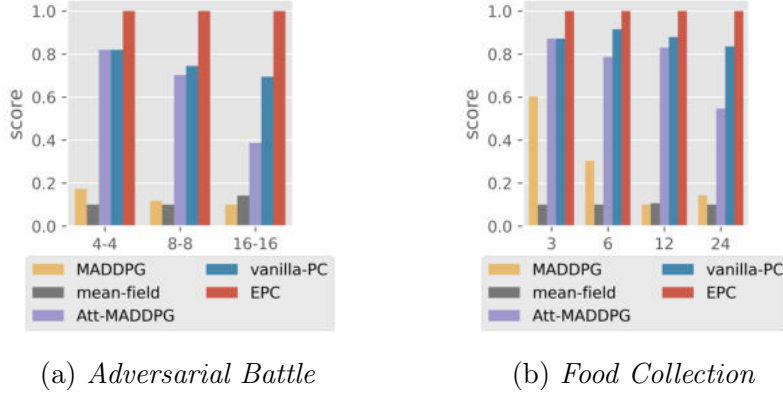 1.0
0.8
0.6
0.4
0.2
0.0
score
4-4 8-8 16-16
MADDPG vanilla-PC
mean-field EPC
Att-MADDPG
(a) Adversarial Battle
1.0
0.8
0.6
0.4
0.2
0.0
score
3 6 12 24
MADDPG vanilla-PC
mean-field EPC
Att-MADDPG
(b) Food Collection